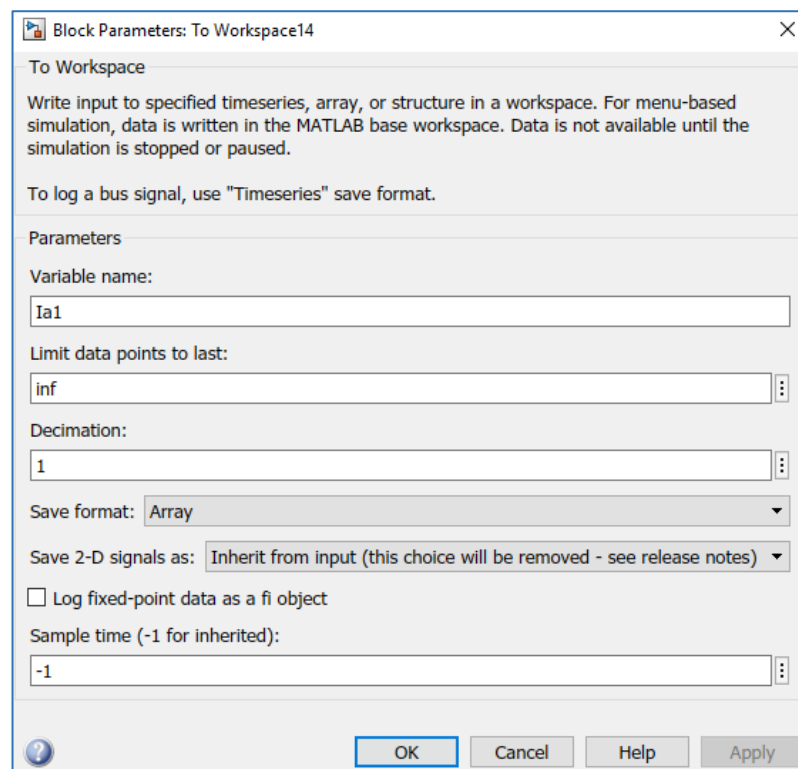 Block Parameters: To Workspace14
To Workspace
Write input to specified timeseries, array, or structure in a workspace. For menu-based
simulation, data is written in the MATLAB base workspace. Data is not available until the
simulation is stopped or paused.
To log a bus signal, use "Timeseries" save format.
Parameters
Variable name:
Ia1
Limit data points to last:
inf
Decimation:
1
Save format: Array
Save 2-D signals as: Inherit from input (this choice will be removed - see release notes)
Log fixed-point data as a fi object
Sample time (-1 for inherited):
-1
? OK Cancel Help Apply